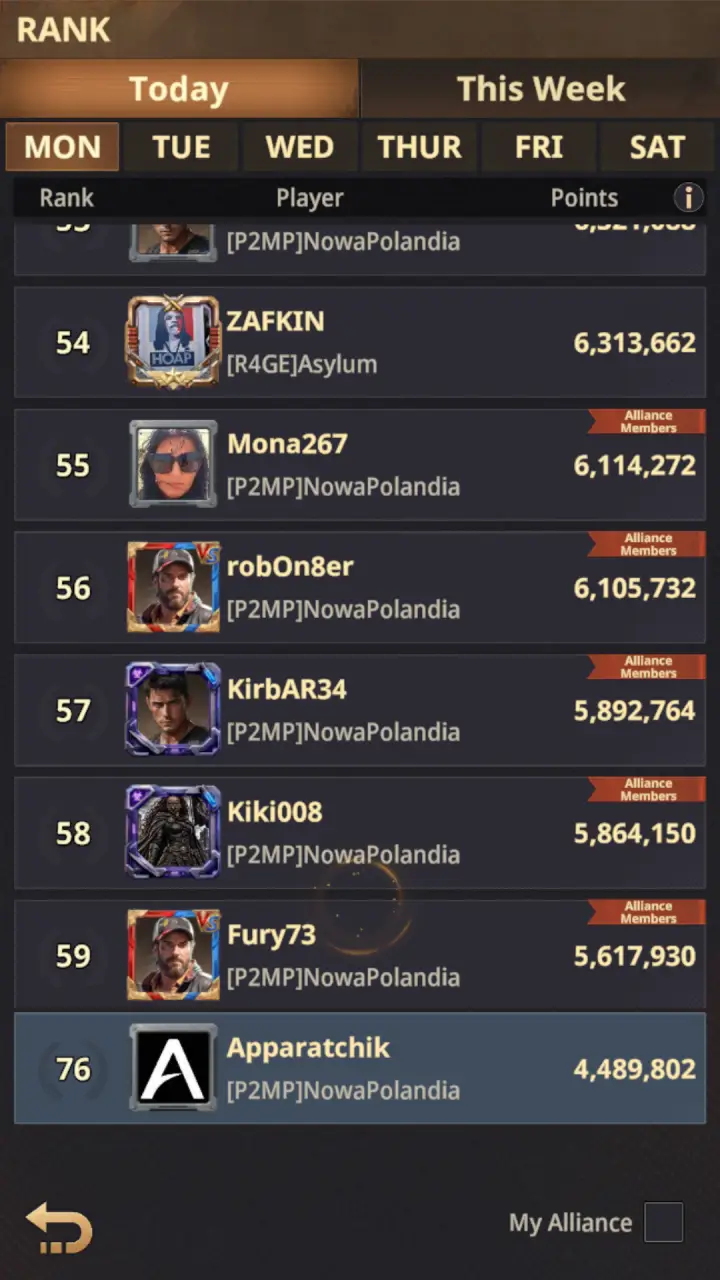 RANK
Today
This Week
MON TUE WED THUR FRI SAT
Rank Player Points i
[P2MP]NowaPolandia
54 ZAFKIN 6,313,662
HOAP
[R4GE]Asylum
Alliance Members
55 Mona267 6,114,272
[P2MP]NowaPolandia
Alliance Members
56 VS robOn8er 6,105,732
[P2MP]NowaPolandia
Alliance Members
57 KirbAR34 5,892,764
[P2MP]NowaPolandia
Alliance Members
58 Kiki008 5,864,150
[P2MP]NowaPolandia
Alliance Members
59 VS Fury73 5,617,930
[P2MP]NowaPolandia
76 A Apparatchik 4,489,802
[P2MP]NowaPolandia
My Alliance